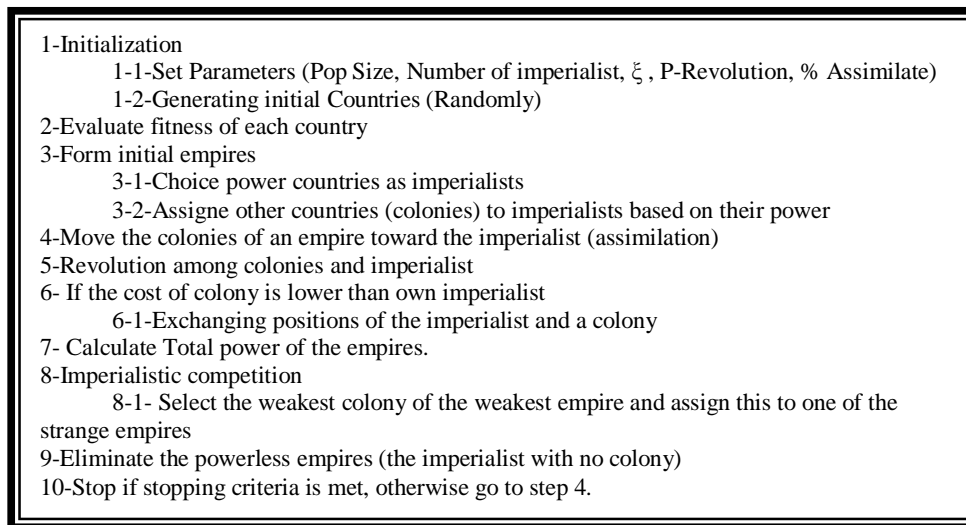 1-Initialization
1-1-Set Parameters (Pop Size, Number of imperialist, ξ , P-Revolution, % Assimilate)
1-2-Generating initial Countries (Randomly)
2-Evaluate fitness of each country
3-Form initial empires
3-1-Choice power countries as imperialists
3-2-Assigne other countries (colonies) to imperialists based on their power
4-Move the colonies of an empire toward the imperialist (assimilation)
5-Revolution among colonies and imperialist
6- If the cost of colony is lower than own imperialist
6-1-Exchanging positions of the imperialist and a colony
7- Calculate Total power of the empires.
8-Imperialistic competition
8-1- Select the weakest colony of the weakest empire and assign this to one of the
strange empires
9-Eliminate the powerless empires (the imperialist with no colony)
10-Stop if stopping criteria is met, otherwise go to step 4.